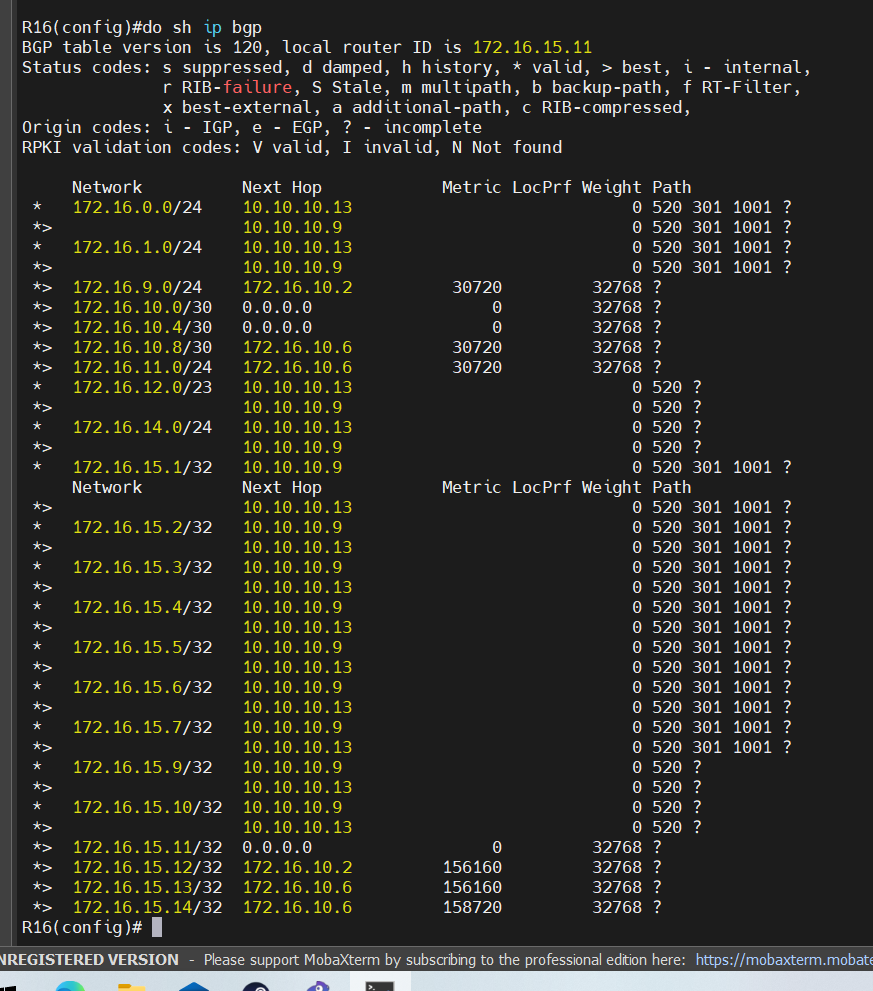 R16(config)#do sh ip bgp
BGP table version is 120, local router ID is 172.16.15.11
Status codes: s suppressed, d damped, h history, * valid, > best, i - internal,
              r RIB-failure, S Stale, m multipath, b backup-path, f RT-Filter,
              x best-external, a additional-path, c RIB-compressed,
Origin codes: i - IGP, e - EGP, ? - incomplete
RPKI validation codes: V valid, I invalid, N Not found

     Network          Next Hop            Metric LocPrf Weight Path
 *   172.16.0.0/24    10.10.10.13                            0 520 301 1001 ?
 *>                   10.10.10.9                             0 520 301 1001 ?
 *   172.16.1.0/24    10.10.10.13                            0 520 301 1001 ?
 *>                   10.10.10.9                             0 520 301 1001 ?
 *>  172.16.9.0/24    172.16.10.2          30720         32768 ?
 *>  172.16.10.0/30   0.0.0.0                  0         32768 ?
 *>  172.16.10.4/30   0.0.0.0                  0         32768 ?
 *>  172.16.10.8/30   172.16.10.6          30720         32768 ?
 *>  172.16.11.0/24   172.16.10.6          30720         32768 ?
 *   172.16.12.0/23   10.10.10.13                            0 520 ?
 *>                   10.10.10.9                             0 520 ?
 *   172.16.14.0/24   10.10.10.13                            0 520 ?
 *>                   10.10.10.9                             0 520 ?
 *   172.16.15.1/32   10.10.10.9                             0 520 301 1001 ?
     Network          Next Hop            Metric LocPrf Weight Path
 *>                   10.10.10.13                            0 520 301 1001 ?
 *   172.16.15.2/32   10.10.10.9                             0 520 301 1001 ?
 *>                   10.10.10.13                            0 520 301 1001 ?
 *   172.16.15.3/32   10.10.10.9                             0 520 301 1001 ?
 *>                   10.10.10.13                            0 520 301 1001 ?
 *   172.16.15.4/32   10.10.10.9                             0 520 301 1001 ?
 *>                   10.10.10.13                            0 520 301 1001 ?
 *   172.16.15.5/32   10.10.10.9                             0 520 301 1001 ?
 *>                   10.10.10.13                            0 520 301 1001 ?
 *   172.16.15.6/32   10.10.10.9                             0 520 301 1001 ?
 *>                   10.10.10.13                            0 520 301 1001 ?
 *   172.16.15.7/32   10.10.10.9                             0 520 301 1001 ?
 *>                   10.10.10.13                            0 520 301 1001 ?
 *   172.16.15.9/32   10.10.10.9                             0 520 ?
 *>                   10.10.10.13                            0 520 ?
 *   172.16.15.10/32  10.10.10.9                             0 520 ?
 *>                   10.10.10.13                            0 520 ?
 *>  172.16.15.11/32  0.0.0.0                  0         32768 ?
 *>  172.16.15.12/32  172.16.10.2         156160         32768 ?
 *>  172.16.15.13/32  172.16.10.6         156160         32768 ?
 *>  172.16.15.14/32  172.16.10.6         158720         32768 ?
R16(config)#
NREGISTERED VERSION - Please support MobaXterm by subscribing to the professional edition here: https://mobaxterm.mobate